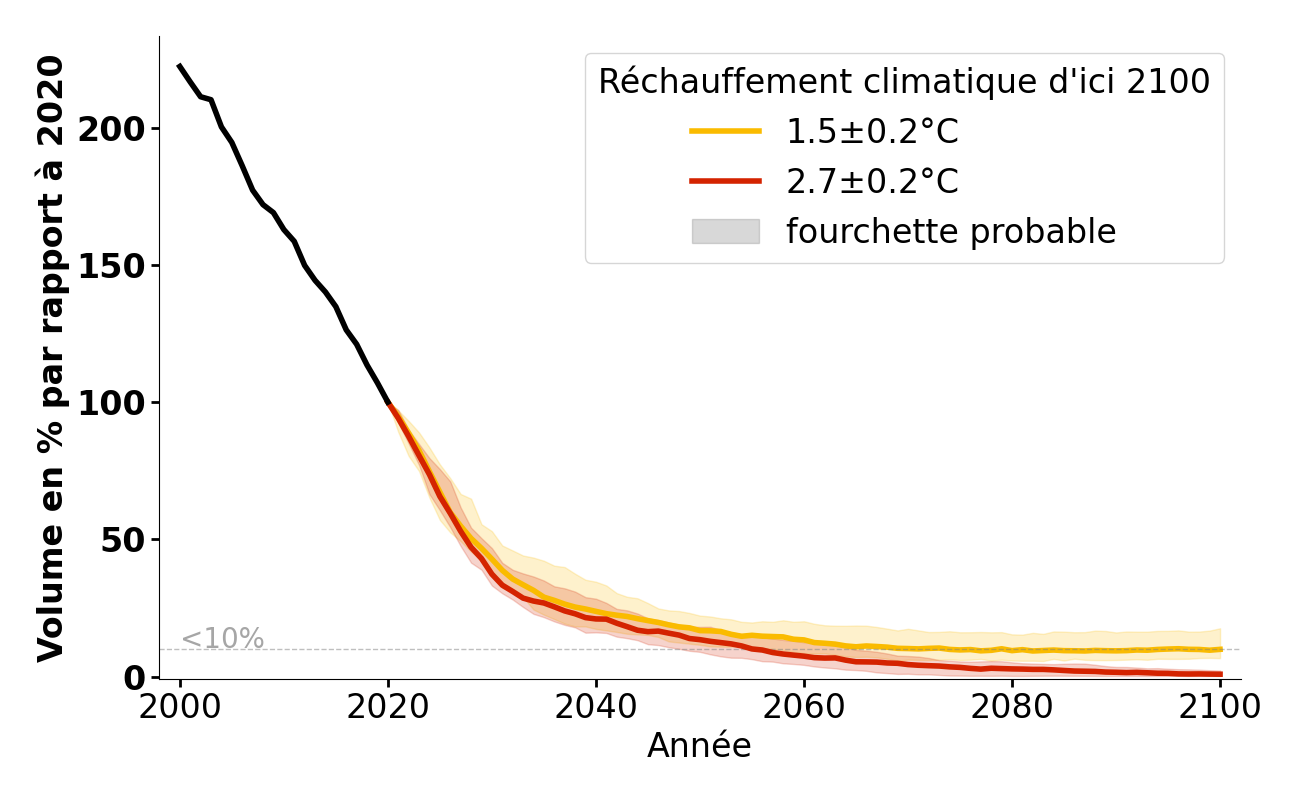 Volume en % par rapport à 2020
200
150
100
50
0
<10%
Réchauffement climatique d'ici 2100
1.5±0.2°C
2.7±0.2°C
fourchette probable
2000 2020 2040 2060 2080 2100
Année